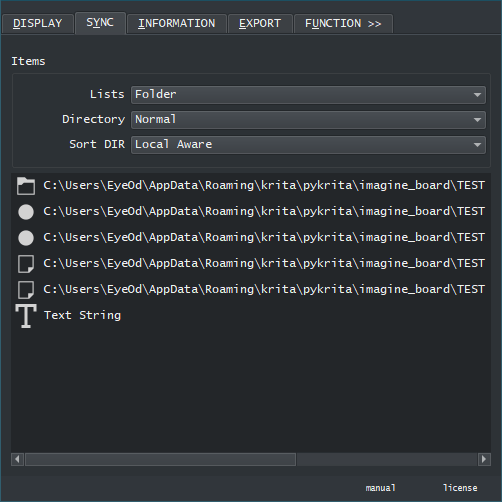 DISPLAY SYNC INFORMATION EXPORT FUNCTION >>
Items
Lists Folder
Directory Normal
Sort DIR Local Aware
C:\Users\EyeOd\AppData\Roaming\krita\pykrita\imagine_board\TEST
C:\Users\EyeOd\AppData\Roaming\krita\pykrita\imagine_board\TEST
C:\Users\EyeOd\AppData\Roaming\krita\pykrita\imagine_board\TEST
C:\Users\EyeOd\AppData\Roaming\krita\pykrita\imagine_board\TEST
C:\Users\EyeOd\AppData\Roaming\krita\pykrita\imagine_board\TEST
Text String
manual license